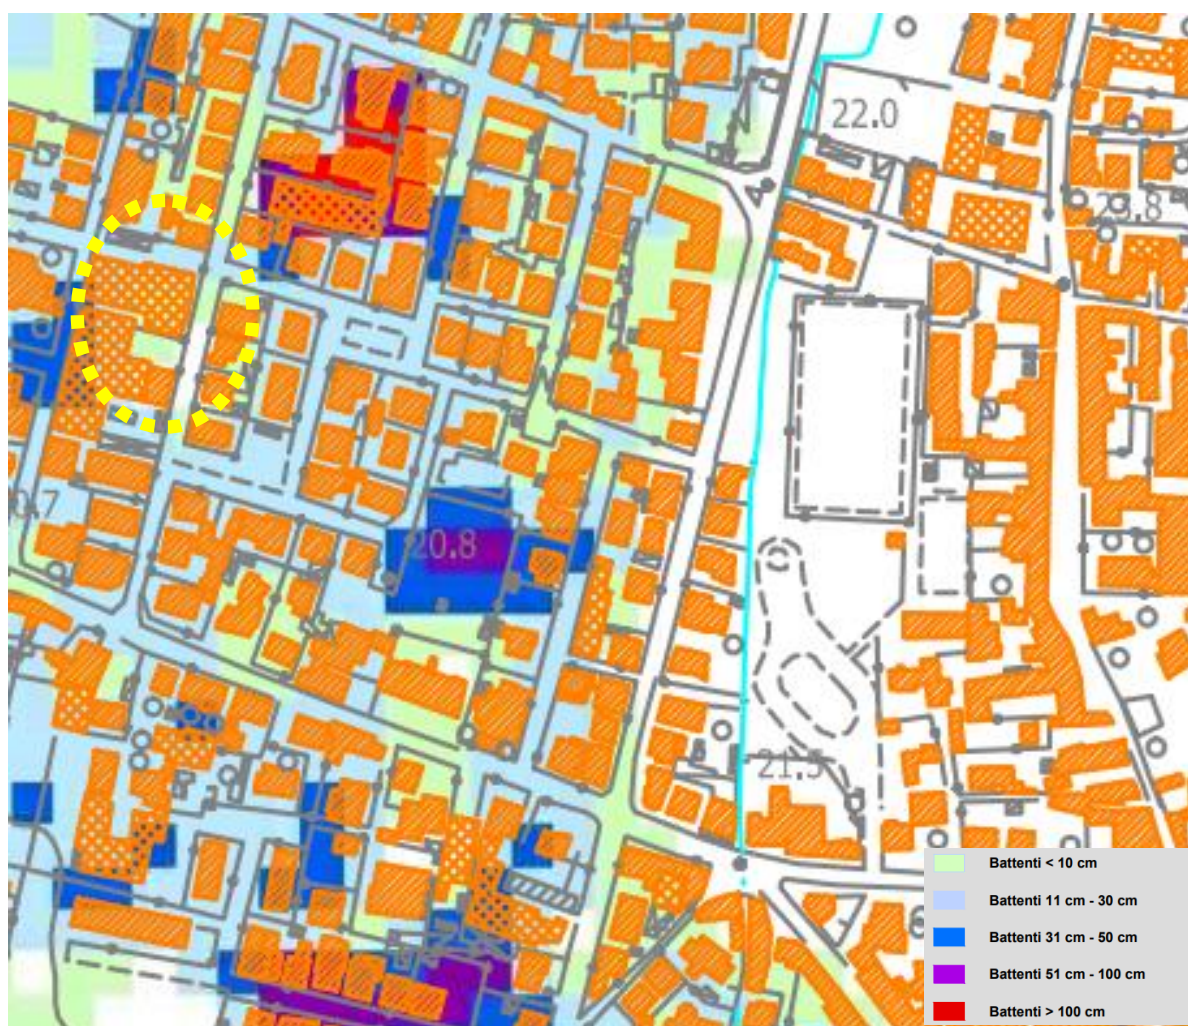 22.0
20.8
21.5
Battenti < 10 cm
Battenti 11 cm - 30 cm
Battenti 31 cm - 50 cm
Battenti 51 cm - 100 cm
Battenti > 100 cm